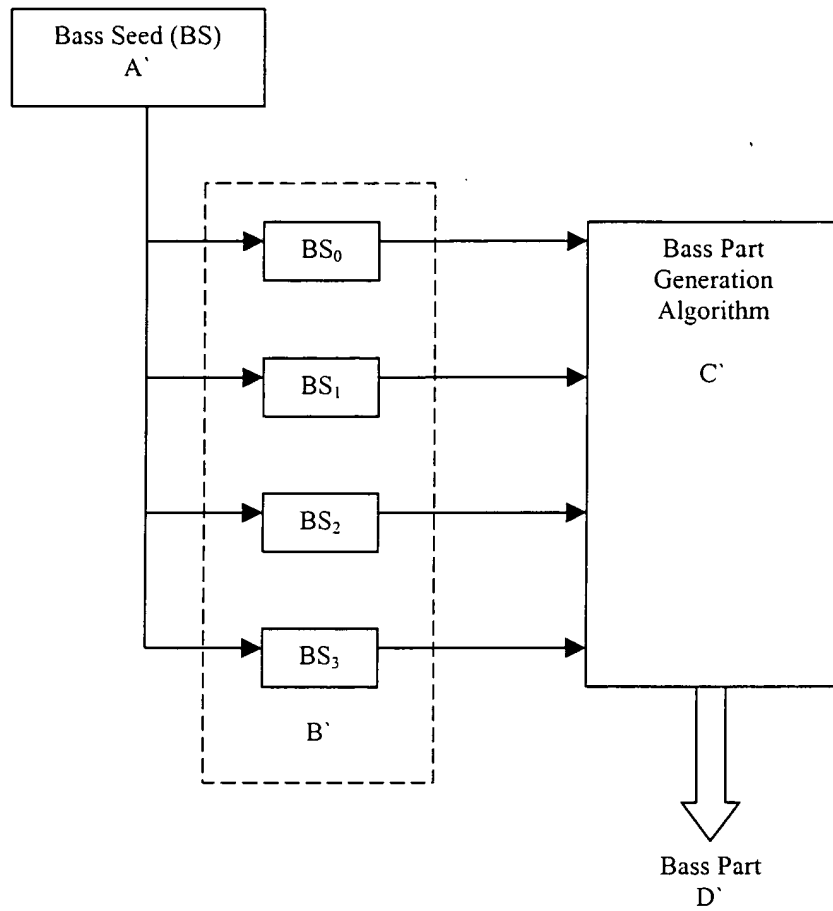 Bass Seed (BS)
A`
BS₀
BS₁
BS₂
BS₃
B`
Bass Part
Generation
Algorithm
C`
Bass Part
D`